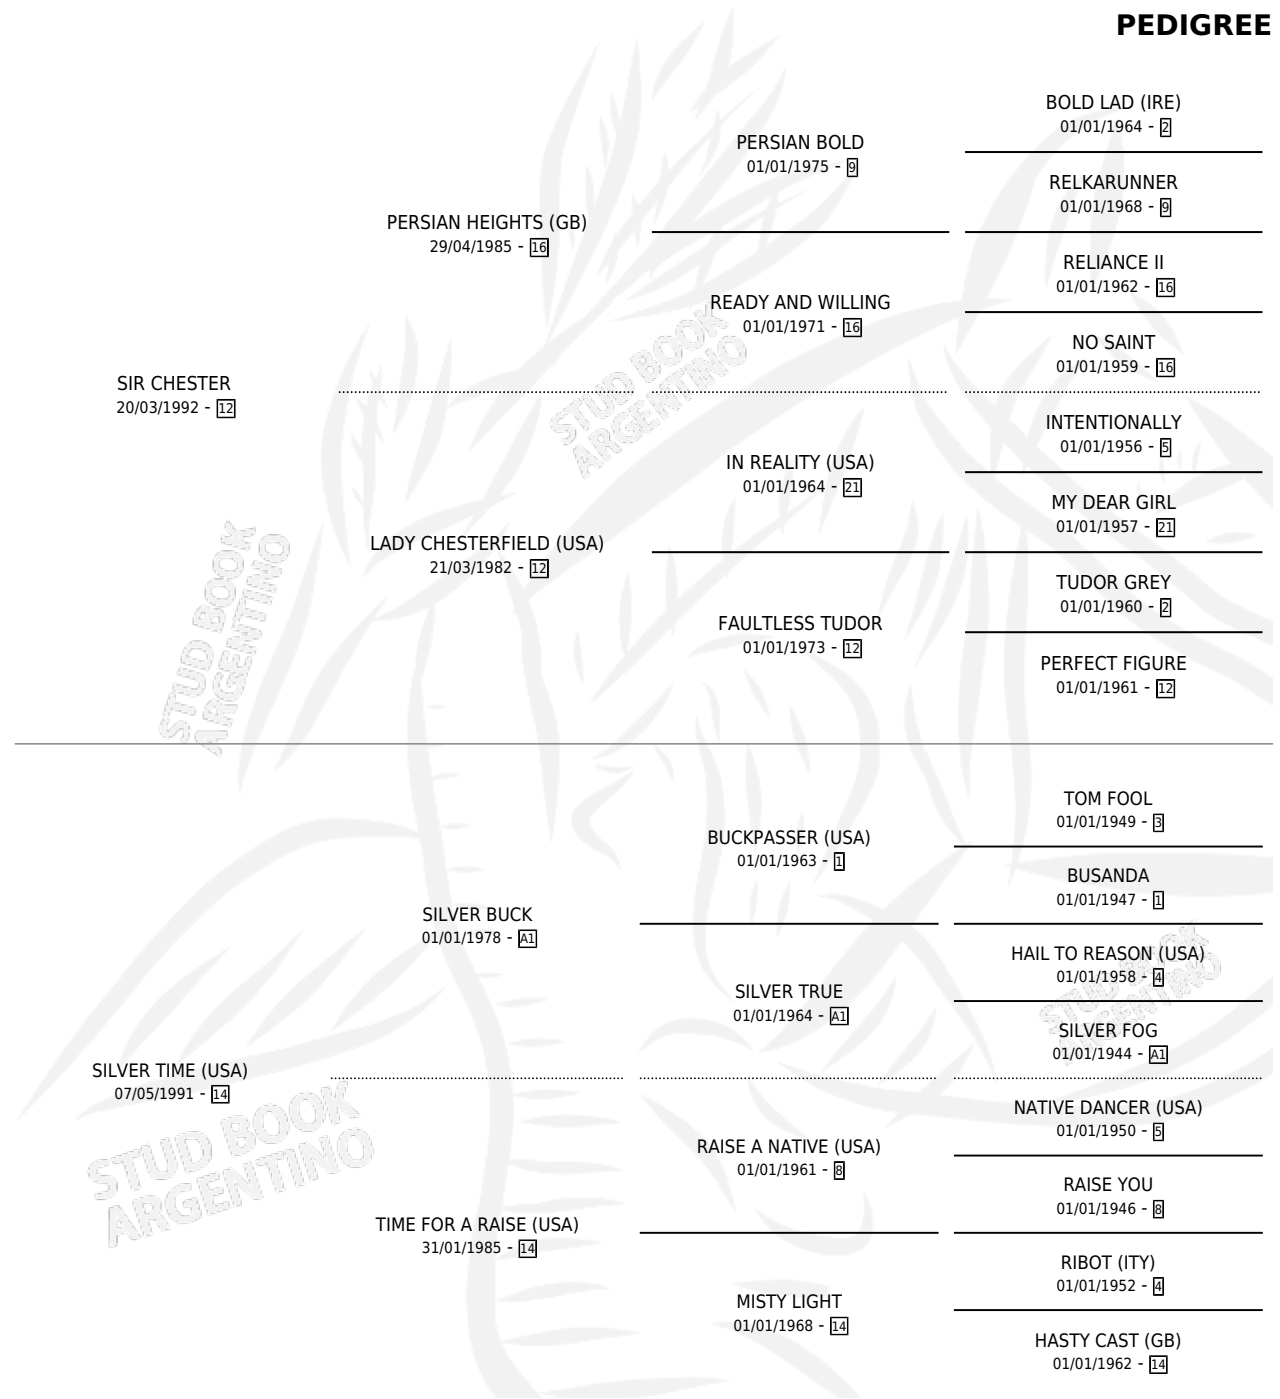 PEDIGREE
BOLD LAD (IRE)
01/01/1964 - 2
PERSIAN BOLD
01/01/1975 - 9
RELKARUNNER
01/01/1968 - 9
PERSIAN HEIGHTS (GB)
29/04/1985 - 16
RELIANCE II
01/01/1962 - 16
READY AND WILLING
01/01/1971 - 16
NO SAINT
01/01/1959 - 16
STUD BOOK
ARGENTINO
SIR CHESTER
20/03/1992 - 12
INTENTIONALLY
01/01/1956 - 5
IN REALITY (USA)
01/01/1964 - 21
MY DEAR GIRL
01/01/1957 - 21
LADY CHESTERFIELD (USA)
21/03/1982 - 12
TUDOR GREY
01/01/1960 - 2
FAULTLESS TUDOR
01/01/1973 - 12
PERFECT FIGURE
01/01/1961 - 12
STUD BOOK
ARGENTINO
TOM FOOL
01/01/1949 - 3
BUCKPASSER (USA)
01/01/1963 - 1
BUSANDA
01/01/1947 - 1
SILVER BUCK
01/01/1978 - A1
HAIL TO REASON (USA)
01/01/1958 - 4
SILVER TRUE
01/01/1964 - A1
SILVER FOG
01/01/1944 - A1
STUD BOOK
ARGENTINO
SILVER TIME (USA)
07/05/1991 - 14
NATIVE DANCER (USA)
01/01/1950 - 5
RAISE A NATIVE (USA)
01/01/1961 - 8
RAISE YOU
01/01/1946 - 8
STUD BOOK
ARGENTINO
TIME FOR A RAISE (USA)
31/01/1985 - 14
RIBOT (ITY)
01/01/1952 - 4
MISTY LIGHT
01/01/1968 - 14
HASTY CAST (GB)
01/01/1962 - 14